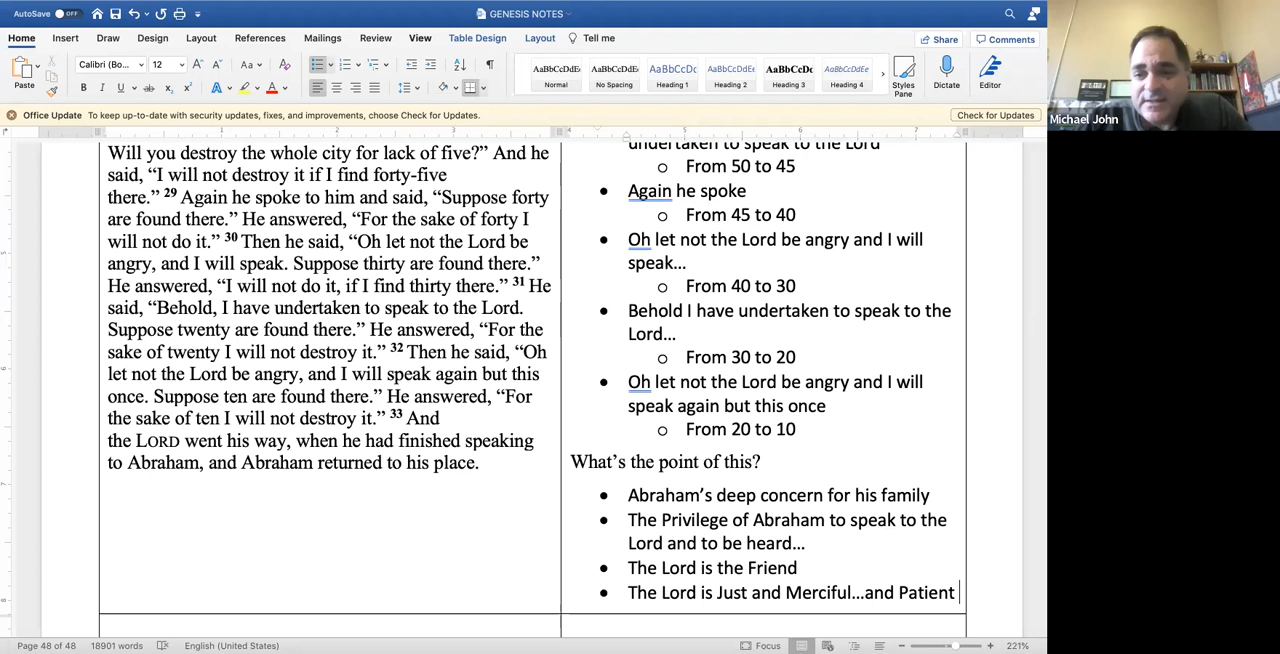 AutoSave OFF
GENESIS NOTES
Home Insert Draw Design Layout References Mailings Review View Table Design Layout Tell me
Share Comments
Paste
Calibri (Bo... 12
AaBbCcDdEe AaBbCcDdEe AaBbCcDc AaBbCcDdEe AaBbCcDc AaBbCcDdEe
Normal No Spacing Heading 1 Heading 2 Heading 3 Heading 4
Styles Pane
Dictate
Editor
Michael John
Office Update To keep up-to-date with security updates, fixes, and improvements, choose Check for Updates.
Check for Updates
Will you destroy the whole city for lack of five?” And he
said, “I will not destroy it if I find forty-five
there.” 29 Again he spoke to him and said, “Suppose forty
are found there.” He answered, “For the sake of forty I
will not do it.” 30 Then he said, “Oh let not the Lord be
angry, and I will speak. Suppose thirty are found there.”
He answered, “I will not do it, if I find thirty there.” 31 He
said, “Behold, I have undertaken to speak to the Lord.
Suppose twenty are found there.” He answered, “For the
sake of twenty I will not destroy it.” 32 Then he said, “Oh
let not the Lord be angry, and I will speak again but this
once. Suppose ten are found there.” He answered, “For
the sake of ten I will not destroy it.” 33 And
the LORD went his way, when he had finished speaking
to Abraham, and Abraham returned to his place.
undertaken to speak to the Lord
o From 50 to 45
• Again he spoke
o From 45 to 40
• Oh let not the Lord be angry and I will
speak...
o From 40 to 30
• Behold I have undertaken to speak to the
Lord...
o From 30 to 20
• Oh let not the Lord be angry and I will
speak again but this once
o From 20 to 10
What’s the point of this?
• Abraham’s deep concern for his family
• The Privilege of Abraham to speak to the
Lord and to be heard...
• The Lord is the Friend
• The Lord is Just and Merciful...and Patient
Page 48 of 48 18901 words English (United States)
Focus
221%